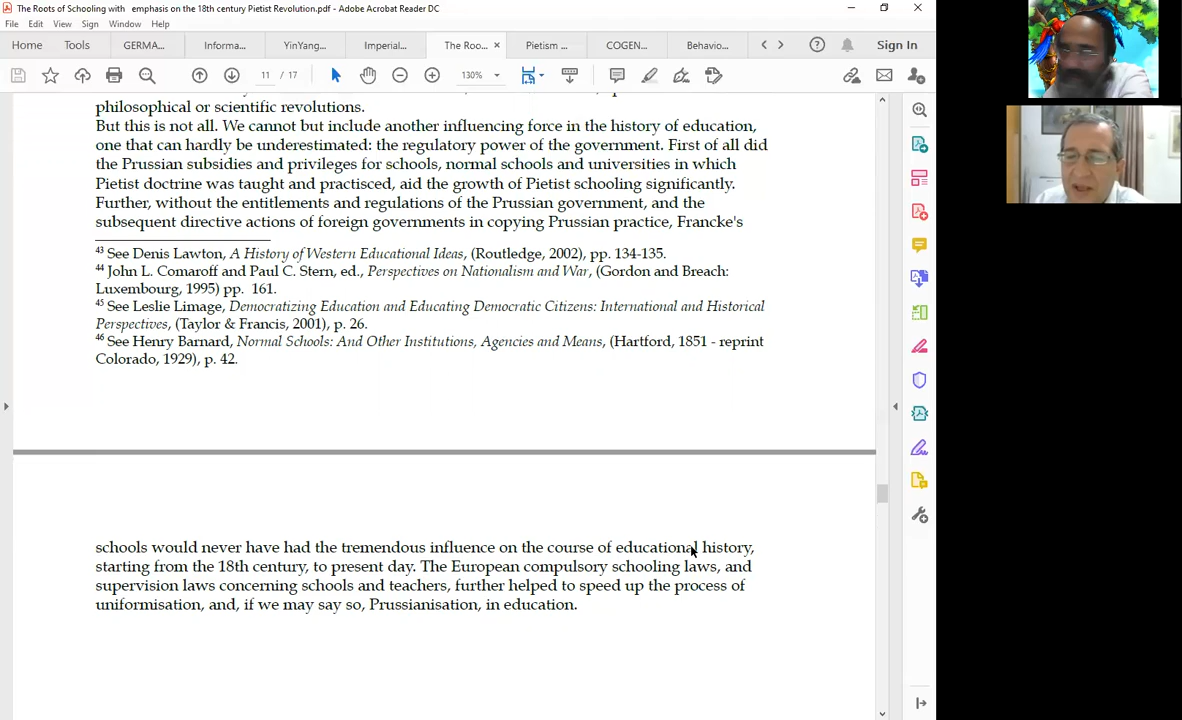 The Roots of Schooling with emphasis on the 18th century Pietist Revolution.pdf - Adobe Acrobat Reader DC
File Edit View Sign Window Help
Home Tools GERMA... Informa... YinYang... Imperial... The Roo... × Pietism ... COGEN... Behavio... Sign In
11 / 17 130%
philosophical or scientific revolutions.
But this is not all. We cannot but include another influencing force in the history of education,
one that can hardly be underestimated: the regulatory power of the government. First of all did
the Prussian subsidies and privileges for schools, normal schools and universities in which
Pietist doctrine was taught and practisced, aid the growth of Pietist schooling significantly.
Further, without the entitlements and regulations of the Prussian government, and the
subsequent directive actions of foreign governments in copying Prussian practice, Francke's
43 See Denis Lawton, A History of Western Educational Ideas, (Routledge, 2002), pp. 134-135.
44 John L. Comaroff and Paul C. Stern, ed., Perspectives on Nationalism and War, (Gordon and Breach:
Luxembourg, 1995) pp. 161.
45 See Leslie Limage, Democratizing Education and Educating Democratic Citizens: International and Historical
Perspectives, (Taylor & Francis, 2001), p. 26.
46 See Henry Barnard, Normal Schools: And Other Institutions, Agencies and Means, (Hartford, 1851 - reprint
Colorado, 1929), p. 42.
schools would never have had the tremendous influence on the course of educational history,
starting from the 18th century, to present day. The European compulsory schooling laws, and
supervision laws concerning schools and teachers, further helped to speed up the process of
uniformisation, and, if we may say so, Prussianisation, in education.